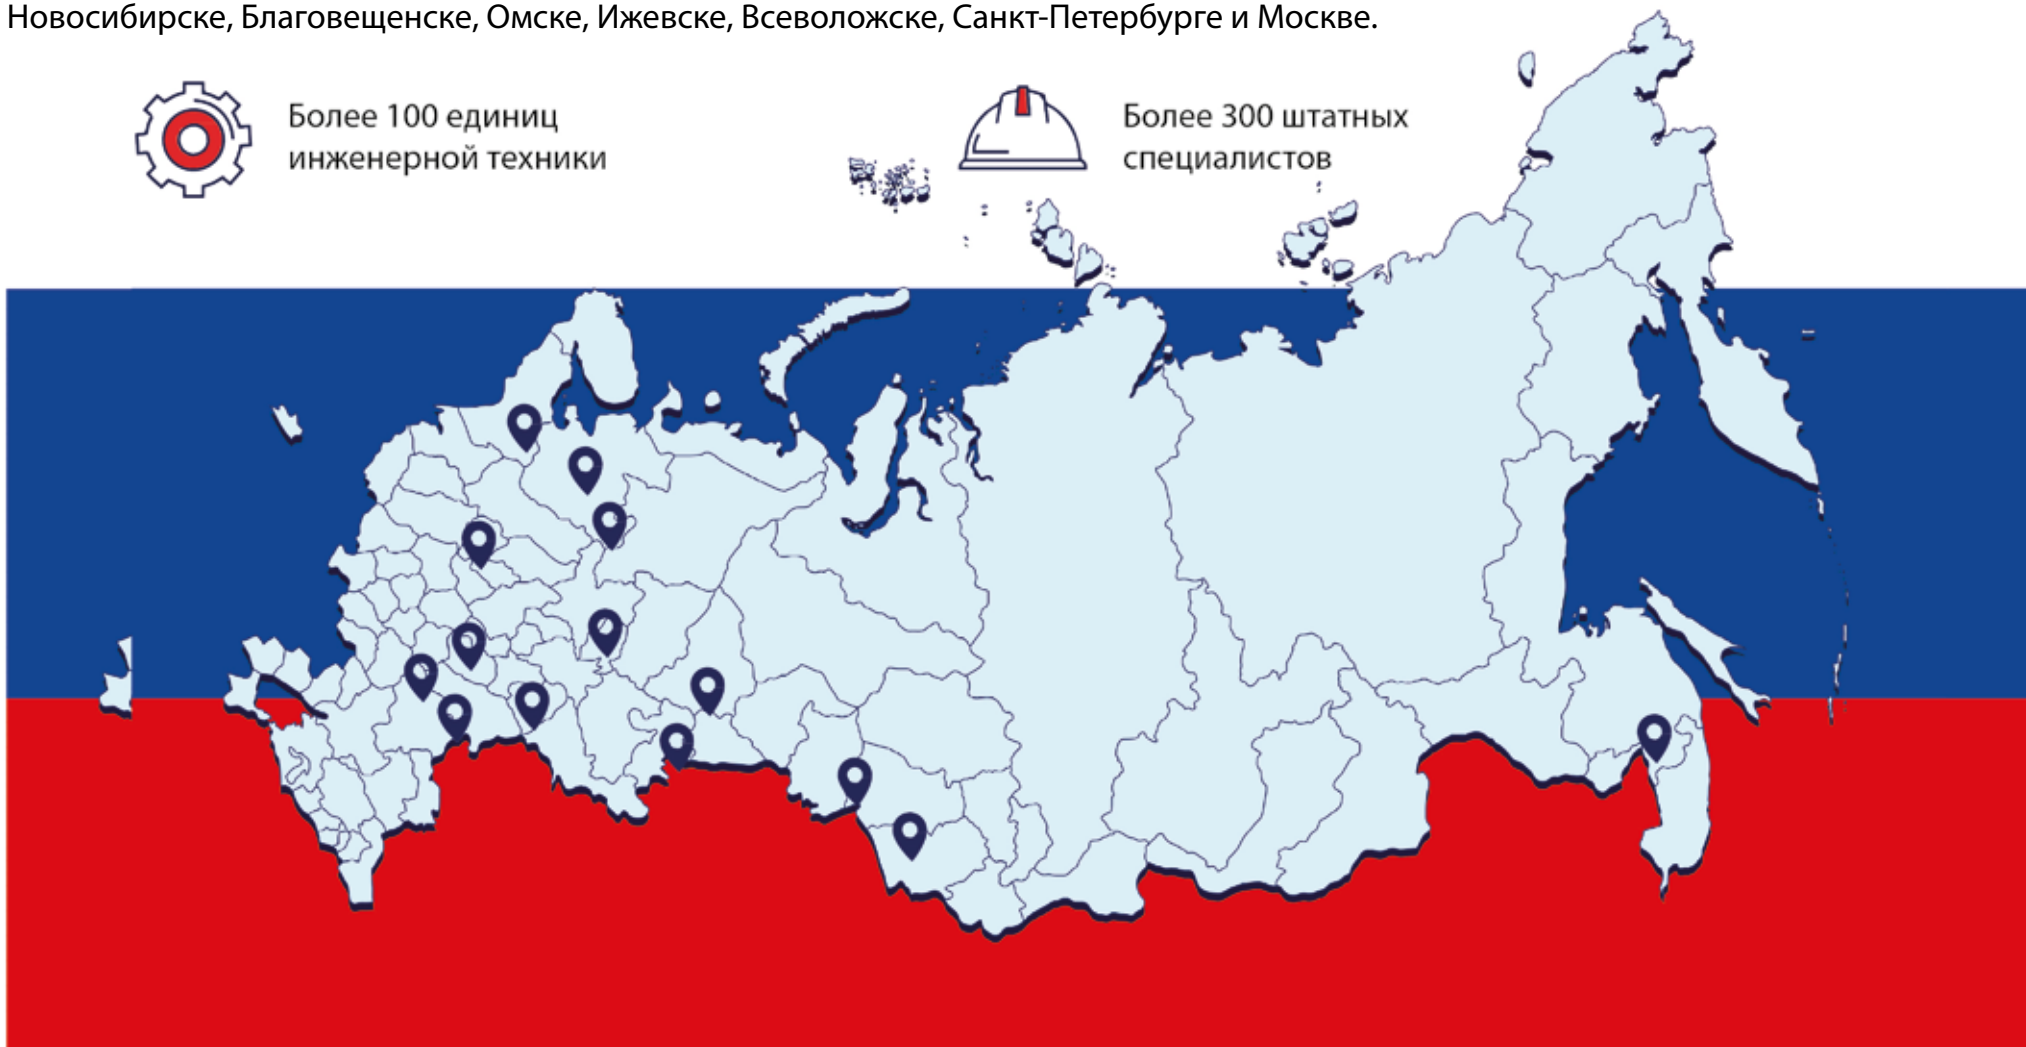 Новосибирске, Благовещенске, Омске, Ижевске, Всеволожске, Санкт-Петербурге и Москве.
Более 100 единиц
инженерной техники
Более 300 штатных
специалистов